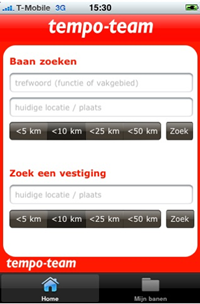 T-Mobile 3G 15:30
tempo-team
Baan zoeken
trefwoord (functie of vakgebied)
huidige locatie / plaats
<5 km <10 km <25 km <50 km Zoek
Zoek een vestiging
huidige locatie / plaats
<5 km <10 km <25 km <50 km Zoek
tempo-team
Home Mijn banen